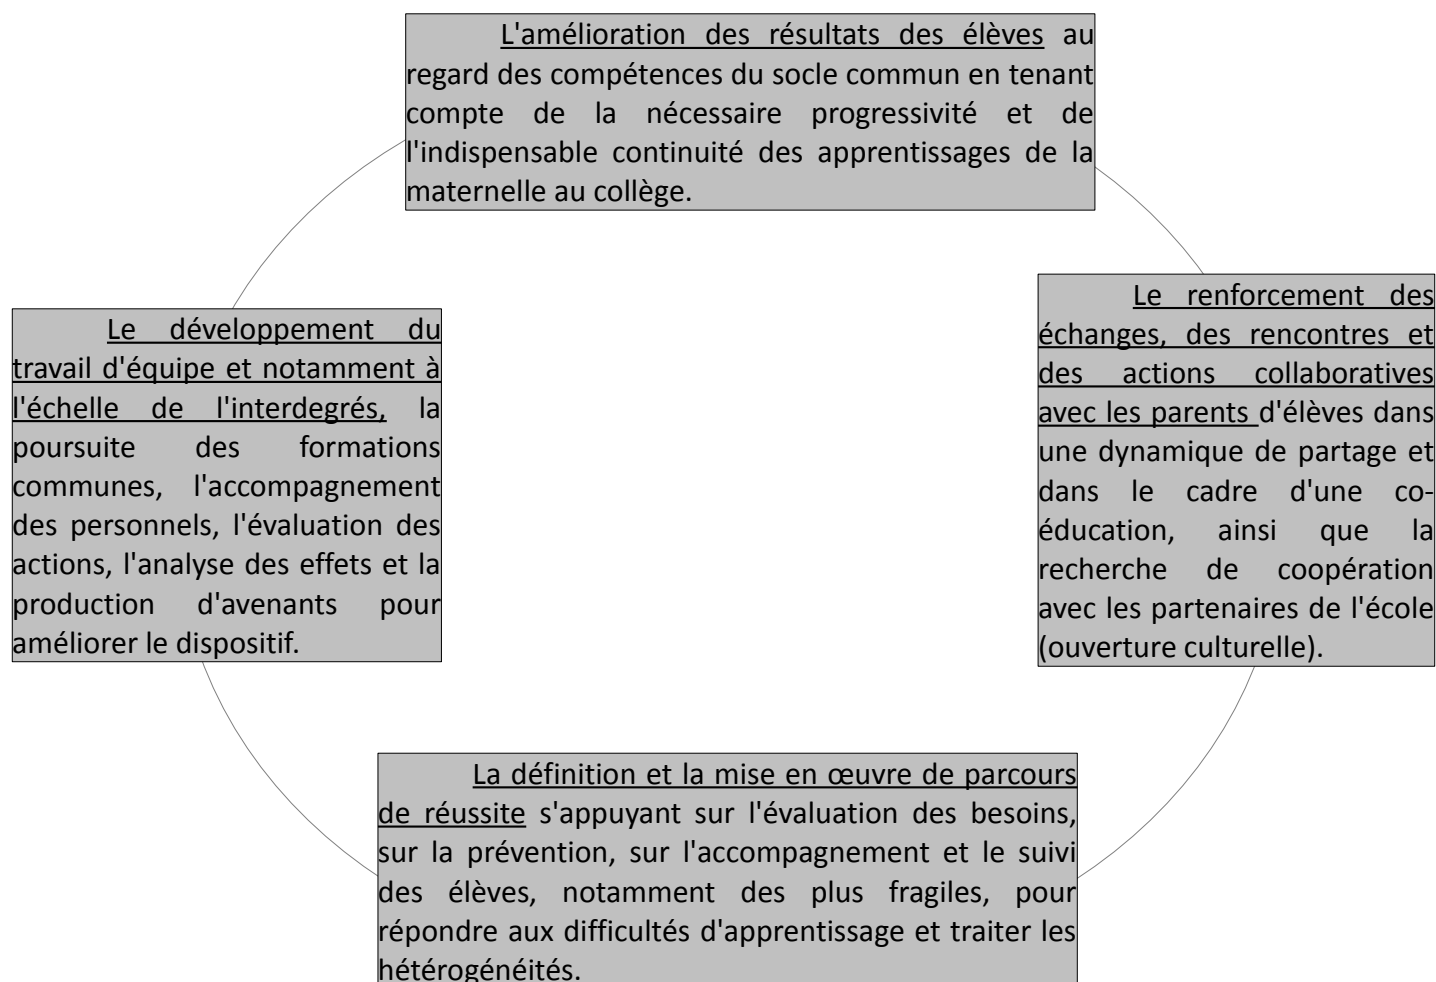 L'amélioration des résultats des élèves au
regard des compétences du socle commun en tenant
compte de la nécessaire progressivité et de
l'indispensable continuité des apprentissages de la
maternelle au collège.
Le renforcement des
échanges, des rencontres et
des actions collaboratives
avec les parents d'élèves dans
une dynamique de partage et
dans le cadre d'une co-
éducation, ainsi que la
recherche de coopération
avec les partenaires de l'école
(ouverture culturelle).
Le développement du
travail d'équipe et notamment à
l'échelle de l'interdegrés, la
poursuite des formations
communes, l'accompagnement
des personnels, l'évaluation des
actions, l'analyse des effets et la
production d'avenants pour
améliorer le dispositif.
La définition et la mise en œuvre de parcours
de réussite s'appuyant sur l'évaluation des besoins,
sur la prévention, sur l'accompagnement et le suivi
des élèves, notamment des plus fragiles, pour
répondre aux difficultés d'apprentissage et traiter les
hétérogénéités.